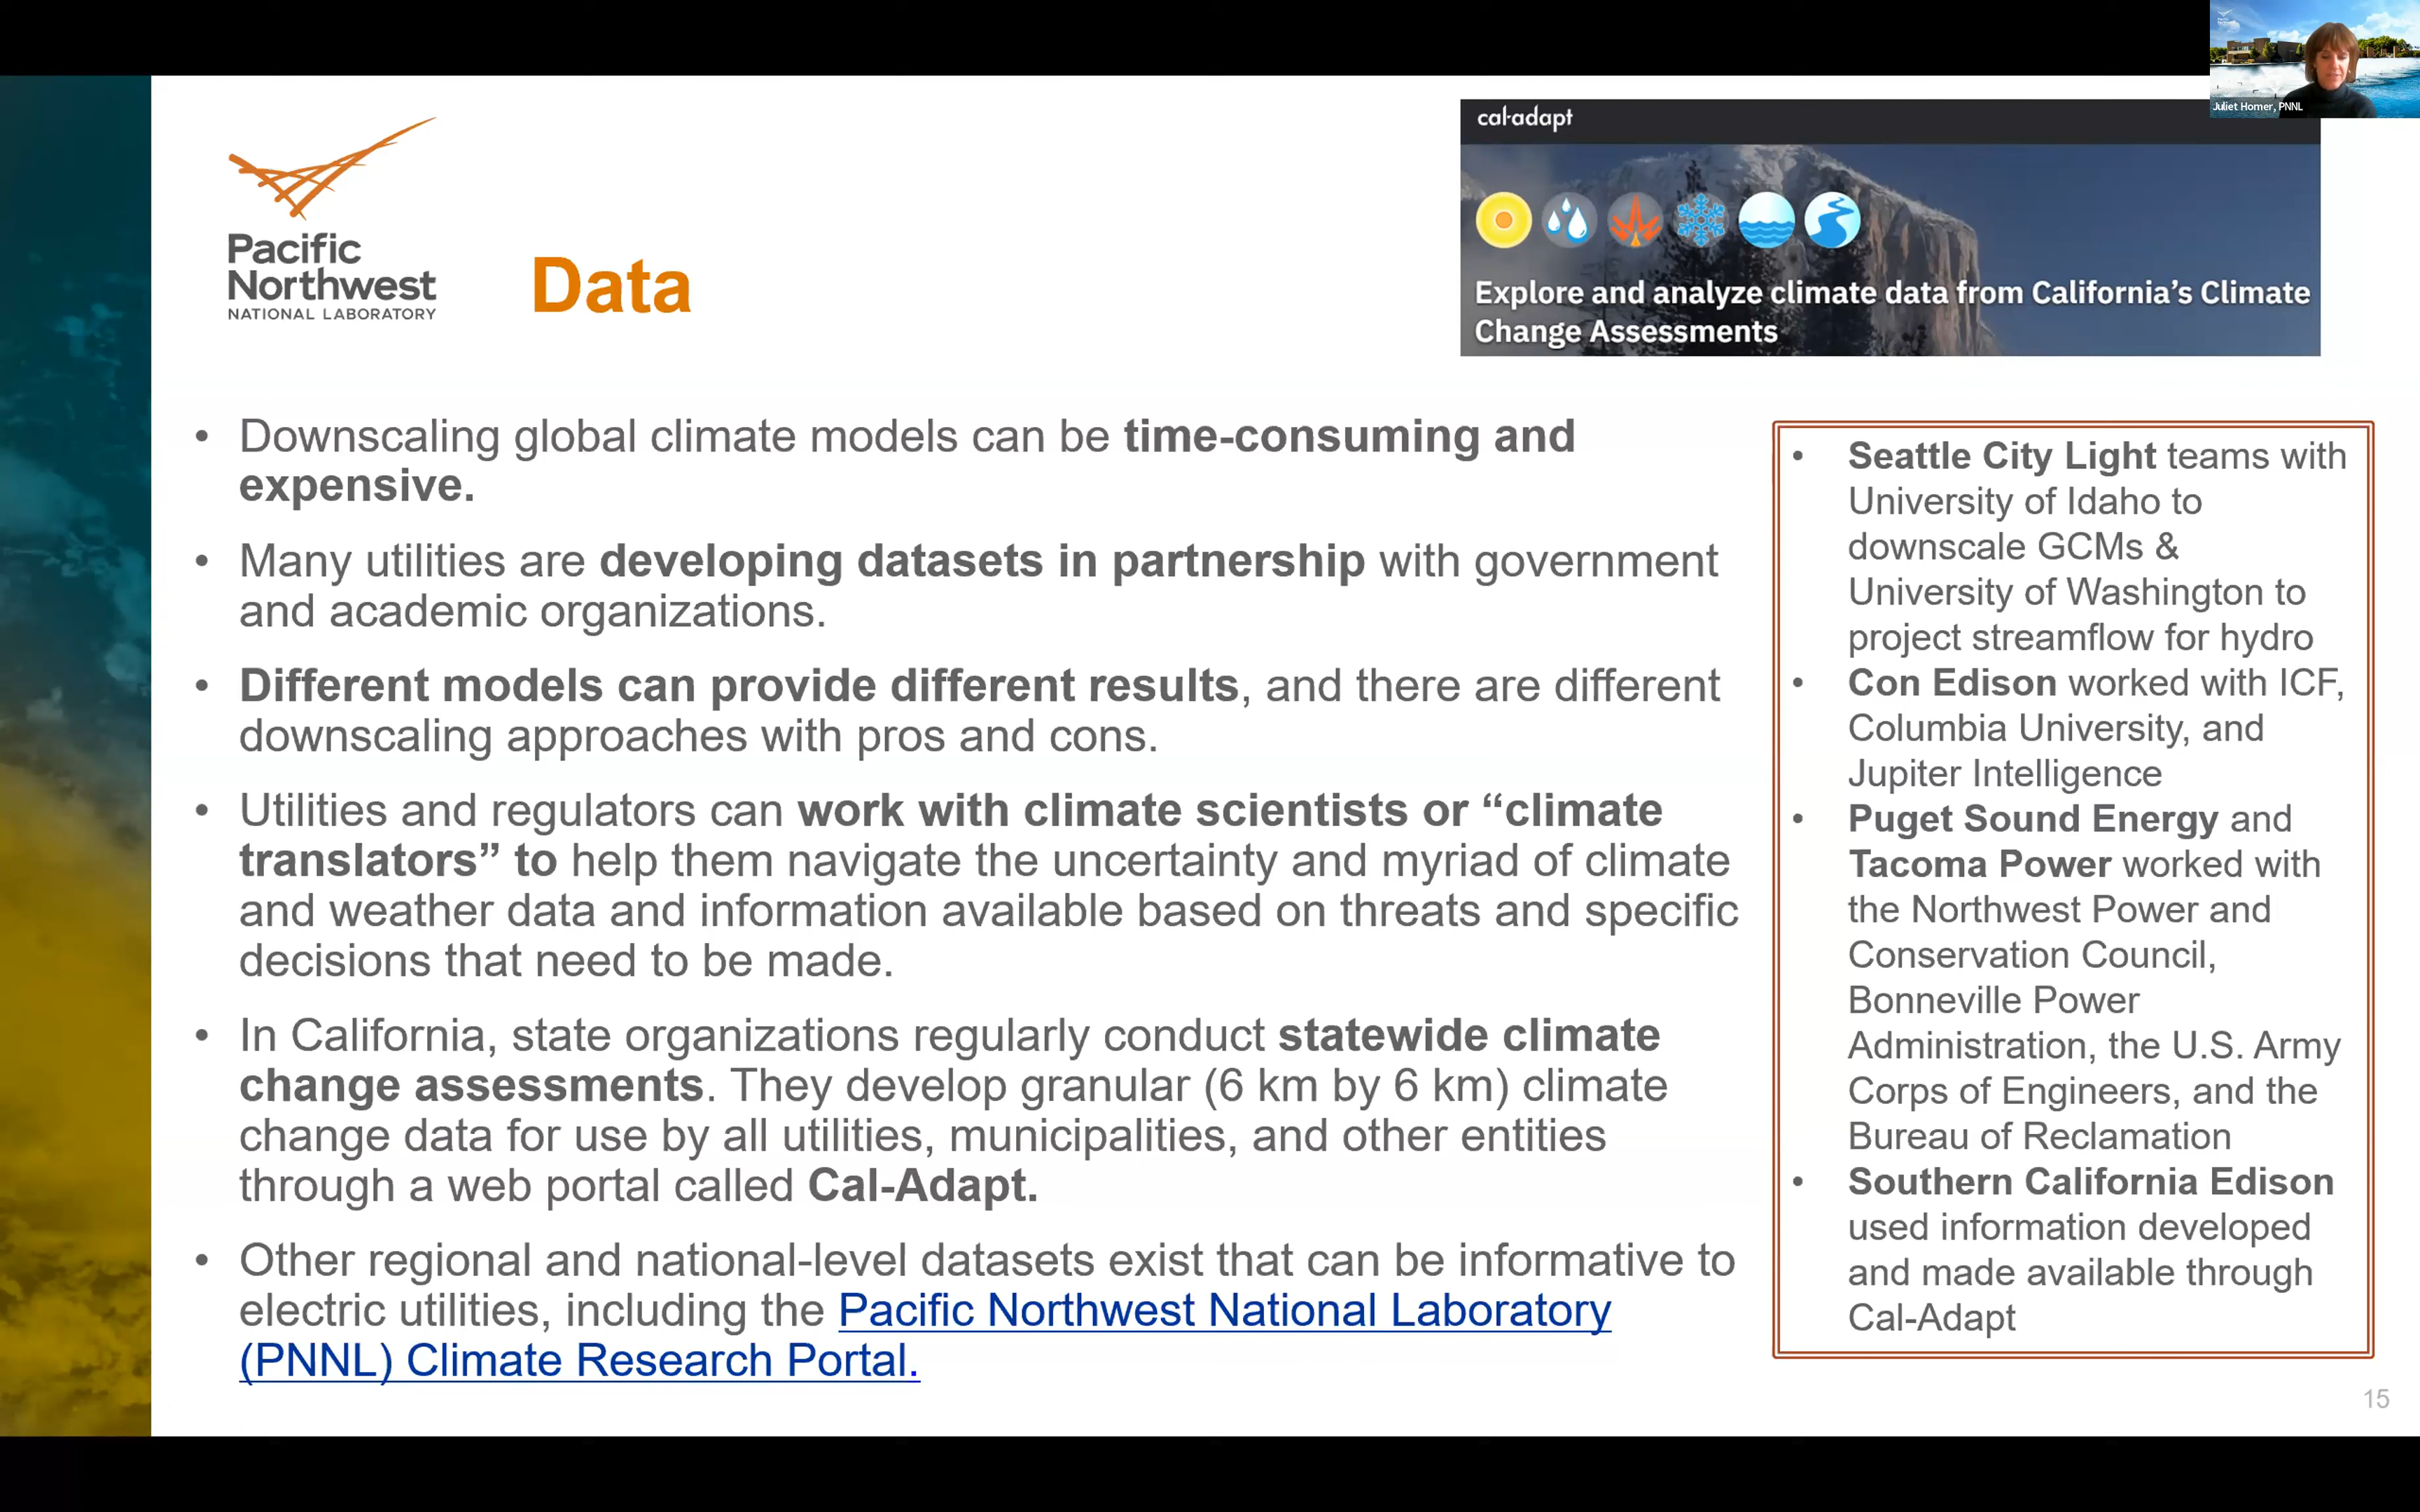 Juliet Homer, PNNL
cal-adapt
Explore and analyze climate data from California's Climate
Change Assessments
Pacific
Northwest
NATIONAL LABORATORY
Data
• Downscaling global climate models can be time-consuming and
expensive.
• Many utilities are developing datasets in partnership with government
and academic organizations.
• Different models can provide different results, and there are different
downscaling approaches with pros and cons.
• Utilities and regulators can work with climate scientists or “climate
translators” to help them navigate the uncertainty and myriad of climate
and weather data and information available based on threats and specific
decisions that need to be made.
• In California, state organizations regularly conduct statewide climate
change assessments. They develop granular (6 km by 6 km) climate
change data for use by all utilities, municipalities, and other entities
through a web portal called Cal-Adapt.
• Other regional and national-level datasets exist that can be informative to
electric utilities, including the Pacific Northwest National Laboratory
(PNNL) Climate Research Portal.
• Seattle City Light teams with
University of Idaho to
downscale GCMs &
University of Washington to
project streamflow for hydro
• Con Edison worked with ICF,
Columbia University, and
Jupiter Intelligence
• Puget Sound Energy and
Tacoma Power worked with
the Northwest Power and
Conservation Council,
Bonneville Power
Administration, the U.S. Army
Corps of Engineers, and the
Bureau of Reclamation
• Southern California Edison
used information developed
and made available through
Cal-Adapt
15